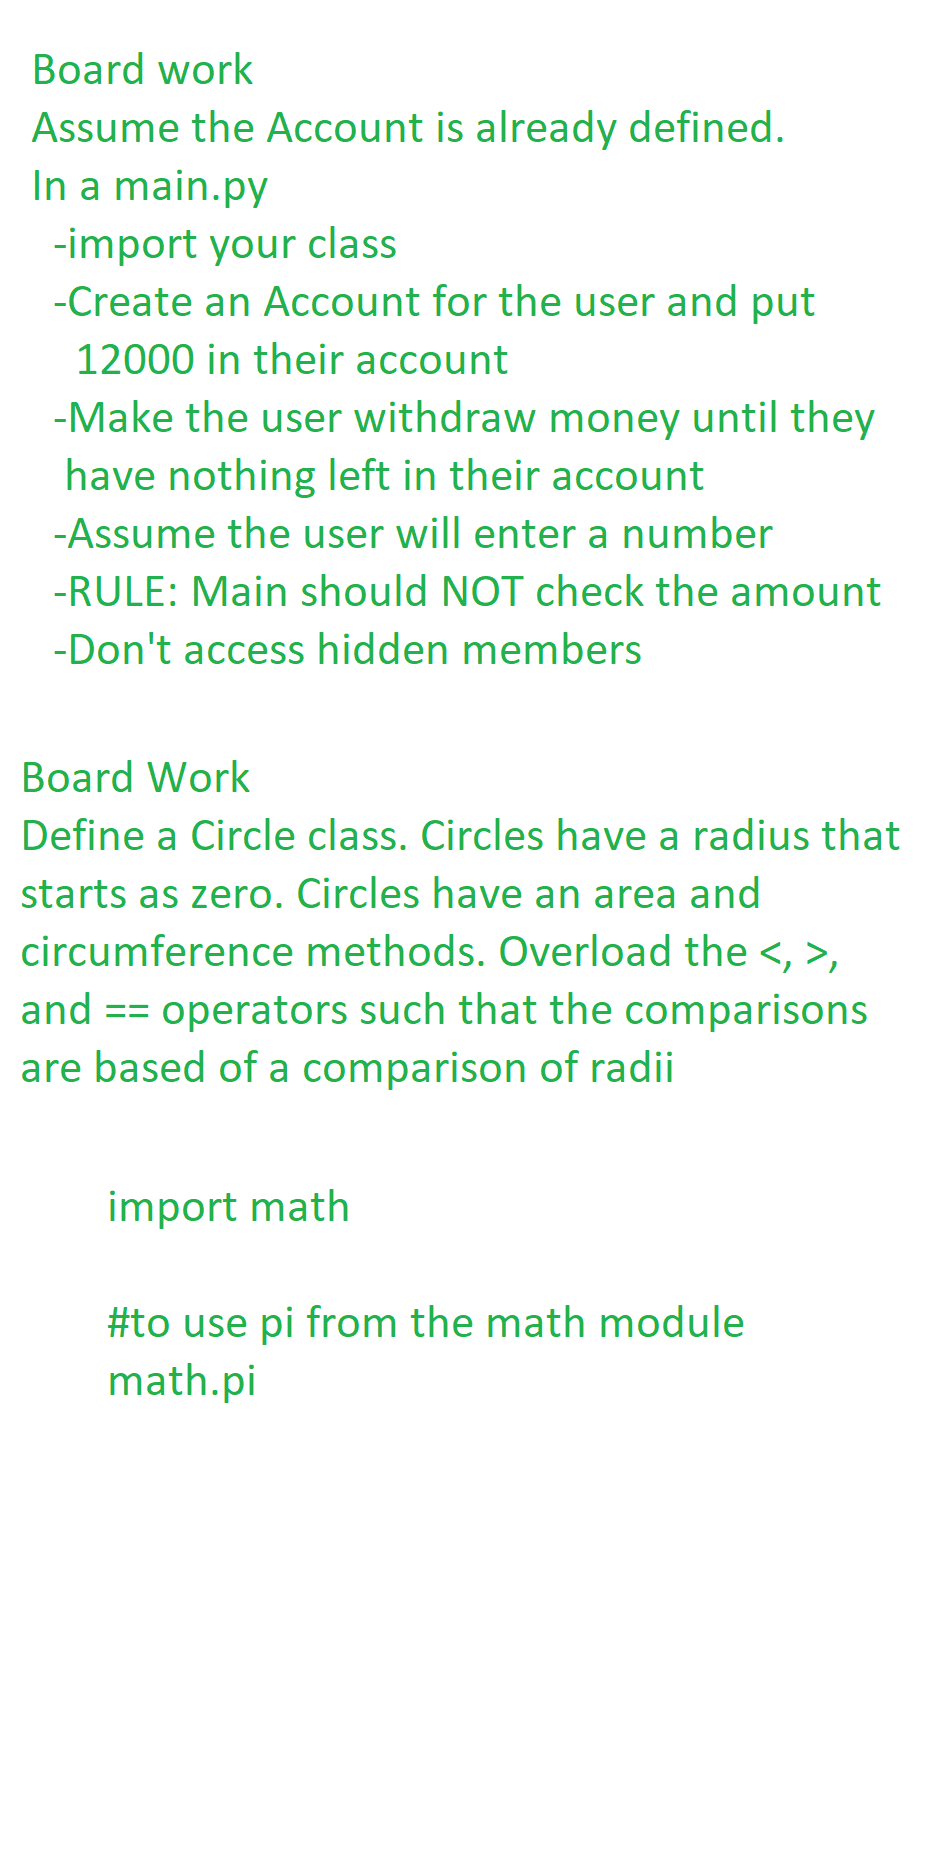 Board work
Assume the Account is already defined.
In a main.py
-import your class
-Create an Account for the user and put
12000 in their account
-Make the user withdraw money until they
have nothing left in their account
-Assume the user will enter a number
-RULE: Main should NOT check the amount
-Don't access hidden members
Board Work
Define a Circle class. Circles have a radius that
starts as zero. Circles have an area and
circumference methods. Overload the <, >,
and == operators such that the comparisons
are based of a comparison of radii
import math
#to use pi from the math module
math.pi